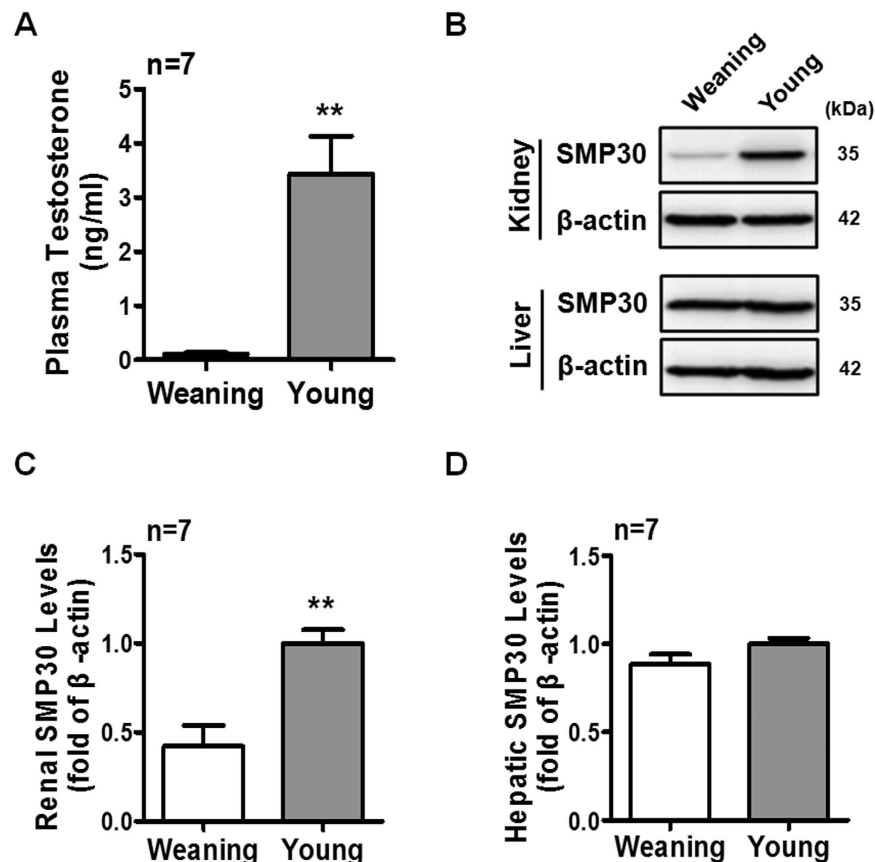 A
n=7
Plasma Testosterone
(ng/ml)
5
4
3
2
1
0
**
Weaning Young
B
Weaning Young (kDa)
Kidney
SMP30 35
β-actin 42
Liver
SMP30 35
β-actin 42
C
n=7
Renal SMP30 Levels
(fold of β -actin)
1.5
1.0
0.5
0.0
**
Weaning Young
D
n=7
Hepatic SMP30 Levels
(fold of β -actin)
1.5
1.0
0.5
0.0
Weaning Young